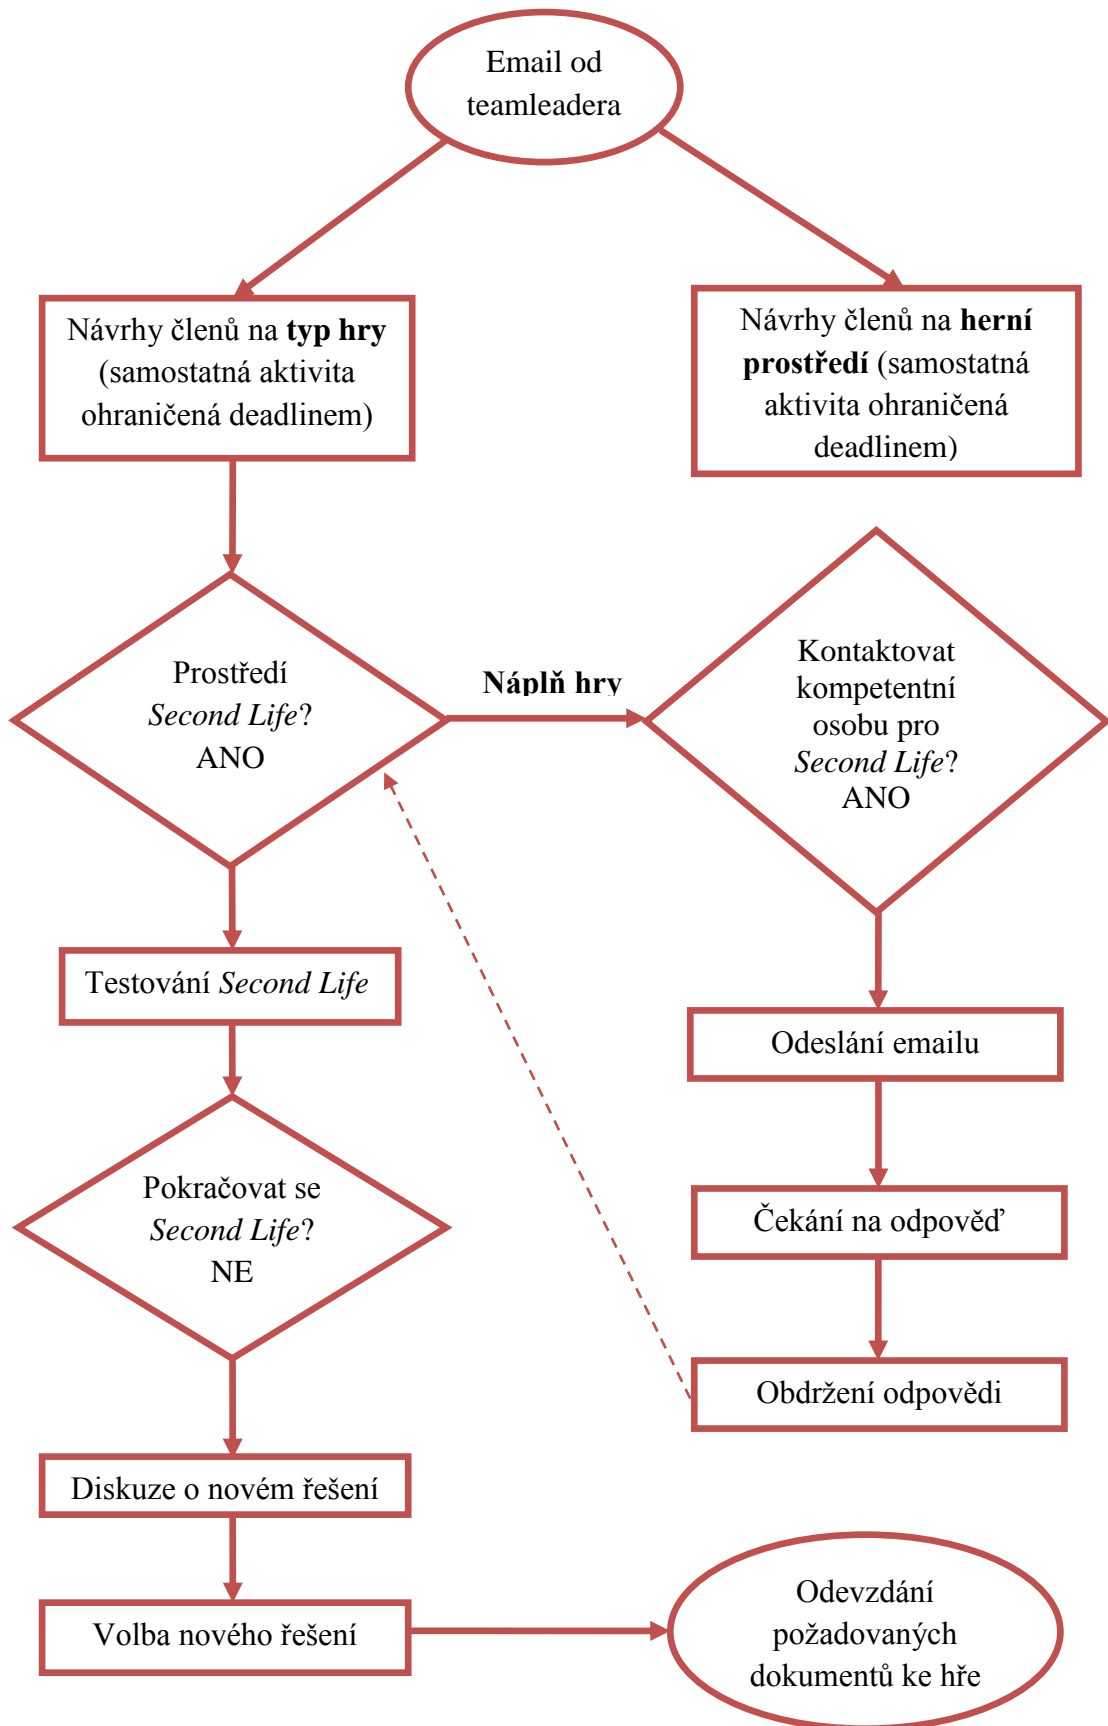 Email od
teamleadera
Návrhy členů na typ hry
(samostatná aktivita
ohraničená deadlinem)
Návrhy členů na herní
prostředí (samostatná
aktivita ohraničená
deadlinem)
Prostředí
Second Life?
ANO
Náplň hry
Kontaktovat
kompetentní
osobu pro
Second Life?
ANO
Testování Second Life
Odeslání emailu
Pokračovat se
Second Life?
NE
Čekání na odpověď
Obdržení odpovědi
Diskuze o novém řešení
Volba nového řešení
Odevzdání
požadovaných
dokumentů ke hře